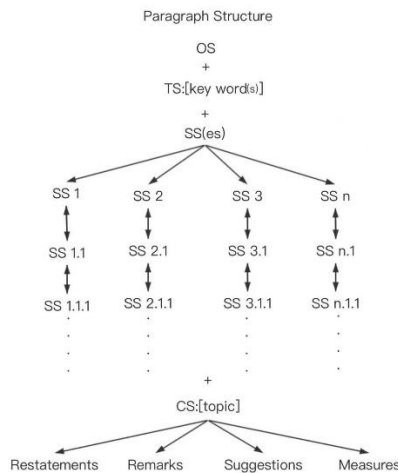 Paragraph Structure
OS
+
TS:[key word(s)]
+
SS(es)
SS 1 SS 2 SS 3 SS n
SS 1.1 SS 2.1 SS 3.1 SS n.1
SS 1.1.1 SS 2.1.1 SS 3.1.1 SS n.1.1
+
CS:[topic]
Restatements Remarks Suggestions Measures